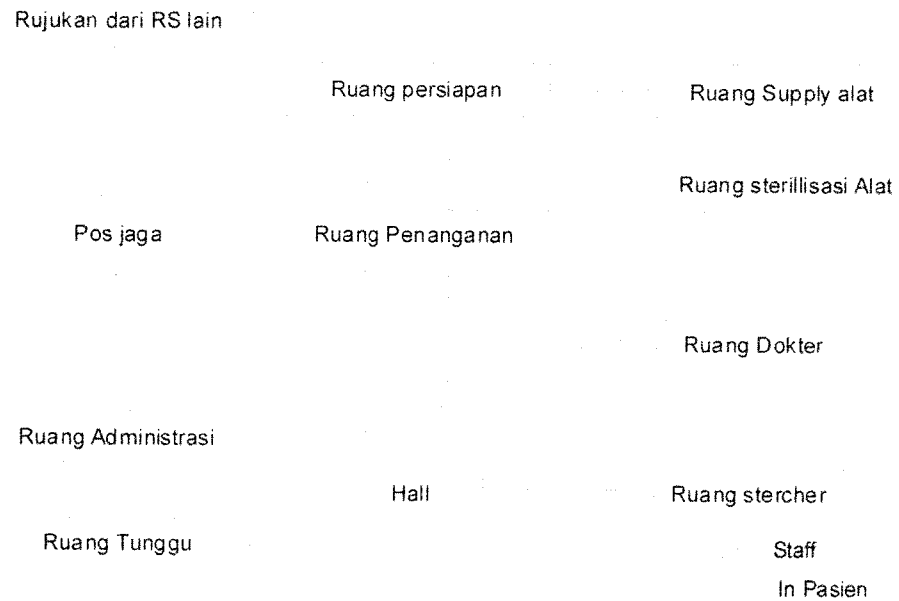 Rujukan dari RS lain
Ruang persiapan
Ruang Supply alat
Ruang sterillisasi Alat
Pos jaga
Ruang Penanganan
Ruang Dokter
Ruang Administrasi
Hall
Ruang stercher
Ruang Tunggu
Staff
In Pasien